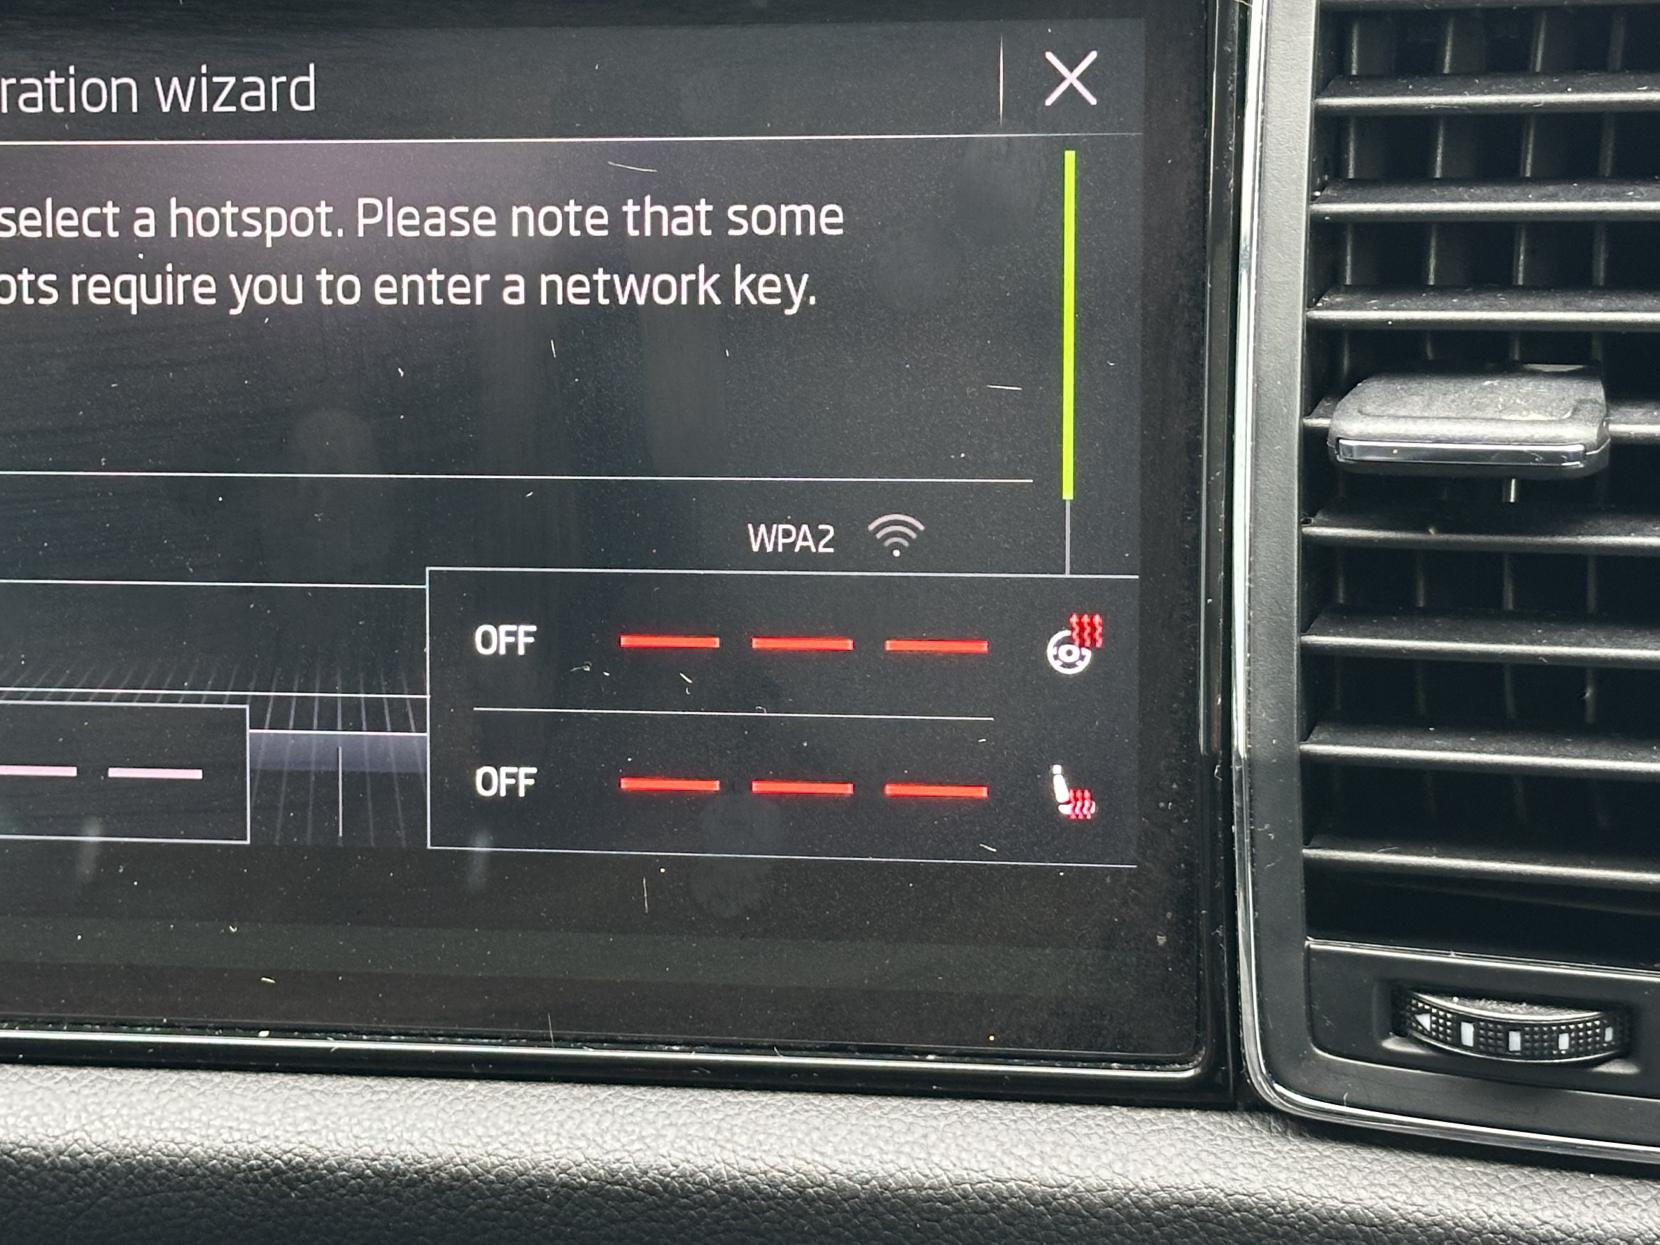 ration wizard
select a hotspot. Please note that some
ots require you to enter a network key.
WPA2
OFF
OFF